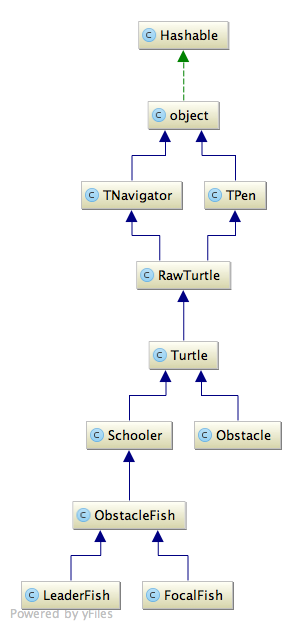 C Hashable
C object
C TNavigator
C TPen
C RawTurtle
C Turtle
C Schooler
C Obstacle
C ObstacleFish
C LeaderFish
C FocalFish
Powered by yFiles